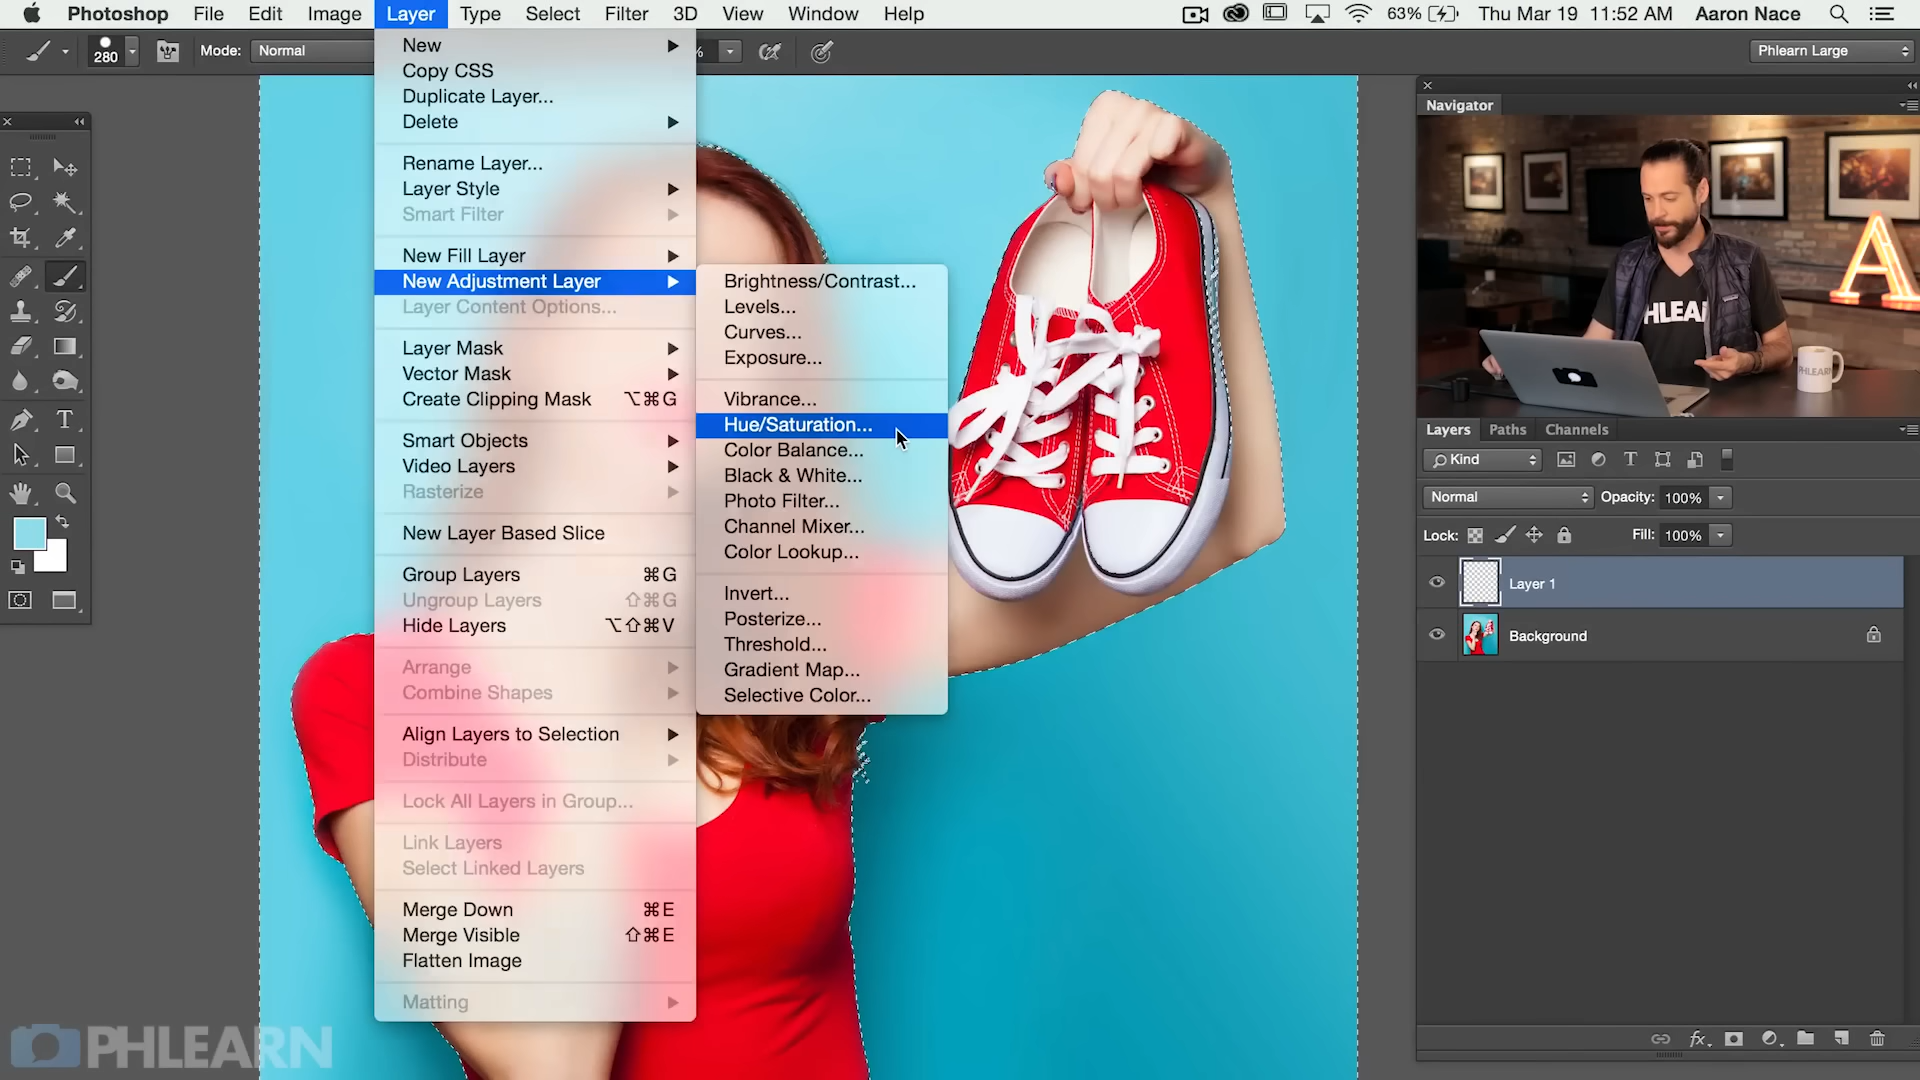 Photoshop File Edit Image Layer Type Select Filter 3D View Window Help 63% Thu Mar 19 11:52 AM Aaron Nace
280 Mode: Normal % Phlearn Large
New
Copy CSS
Duplicate Layer...
Delete
Rename Layer...
Layer Style
Smart Filter
New Fill Layer
New Adjustment Layer
Layer Content Options...
Layer Mask
Vector Mask
Create Clipping Mask ⌥⌘G
Smart Objects
Video Layers
Rasterize
New Layer Based Slice
Group Layers ⌘G
Ungroup Layers ⇧⌘G
Hide Layers ⌥⇧⌘V
Arrange
Combine Shapes
Align Layers to Selection
Distribute
Lock All Layers in Group...
Link Layers
Select Linked Layers
Merge Down ⌘E
Merge Visible ⇧⌘E
Flatten Image
Matting
Brightness/Contrast...
Levels...
Curves...
Exposure...
Vibrance...
Hue/Saturation...
Color Balance...
Black & White...
Photo Filter...
Channel Mixer...
Color Lookup...
Invert...
Posterize...
Threshold...
Gradient Map...
Selective Color...
Navigator
A
PHLEARN
Layers Paths Channels
Kind
Normal Opacity: 100%
Lock: Fill: 100%
Layer 1
Background
fx
PHLEARN